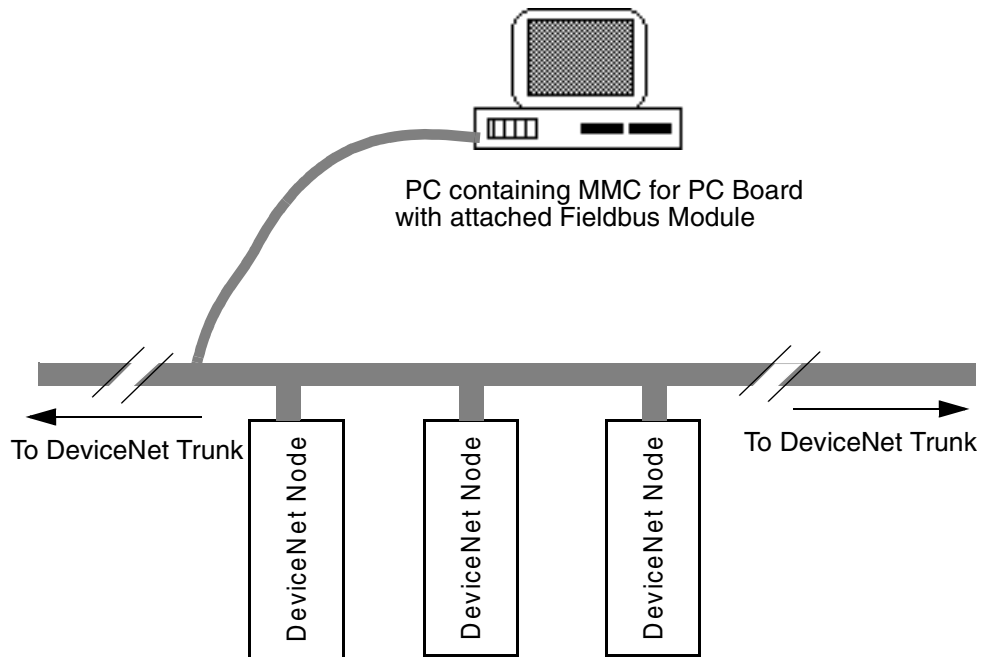 PC containing MMC for PC Board
with attached Fieldbus Module
To DeviceNet Trunk
To DeviceNet Trunk
DeviceNet Node
DeviceNet Node
DeviceNet Node